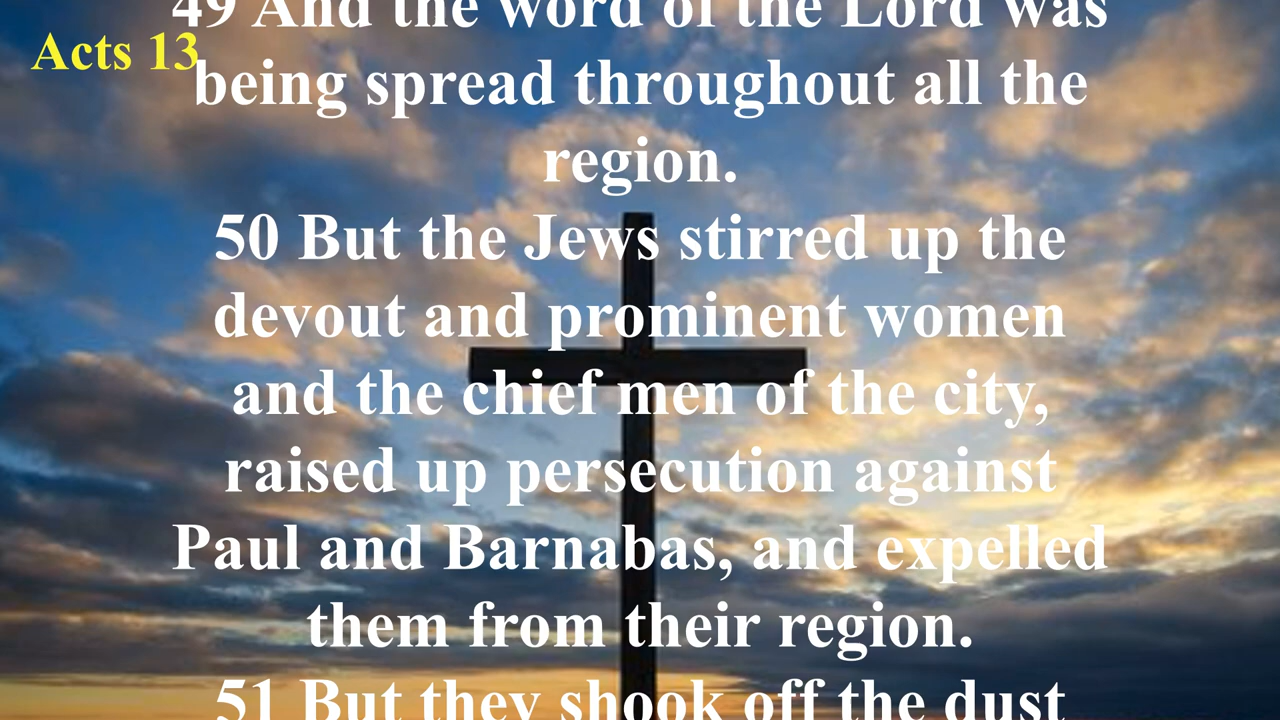 Acts 13
49 And the word of the Lord was
being spread throughout all the
region.
50 But the Jews stirred up the
devout and prominent women
and the chief men of the city,
raised up persecution against
Paul and Barnabas, and expelled
them from their region.
51 But they shook off the dust